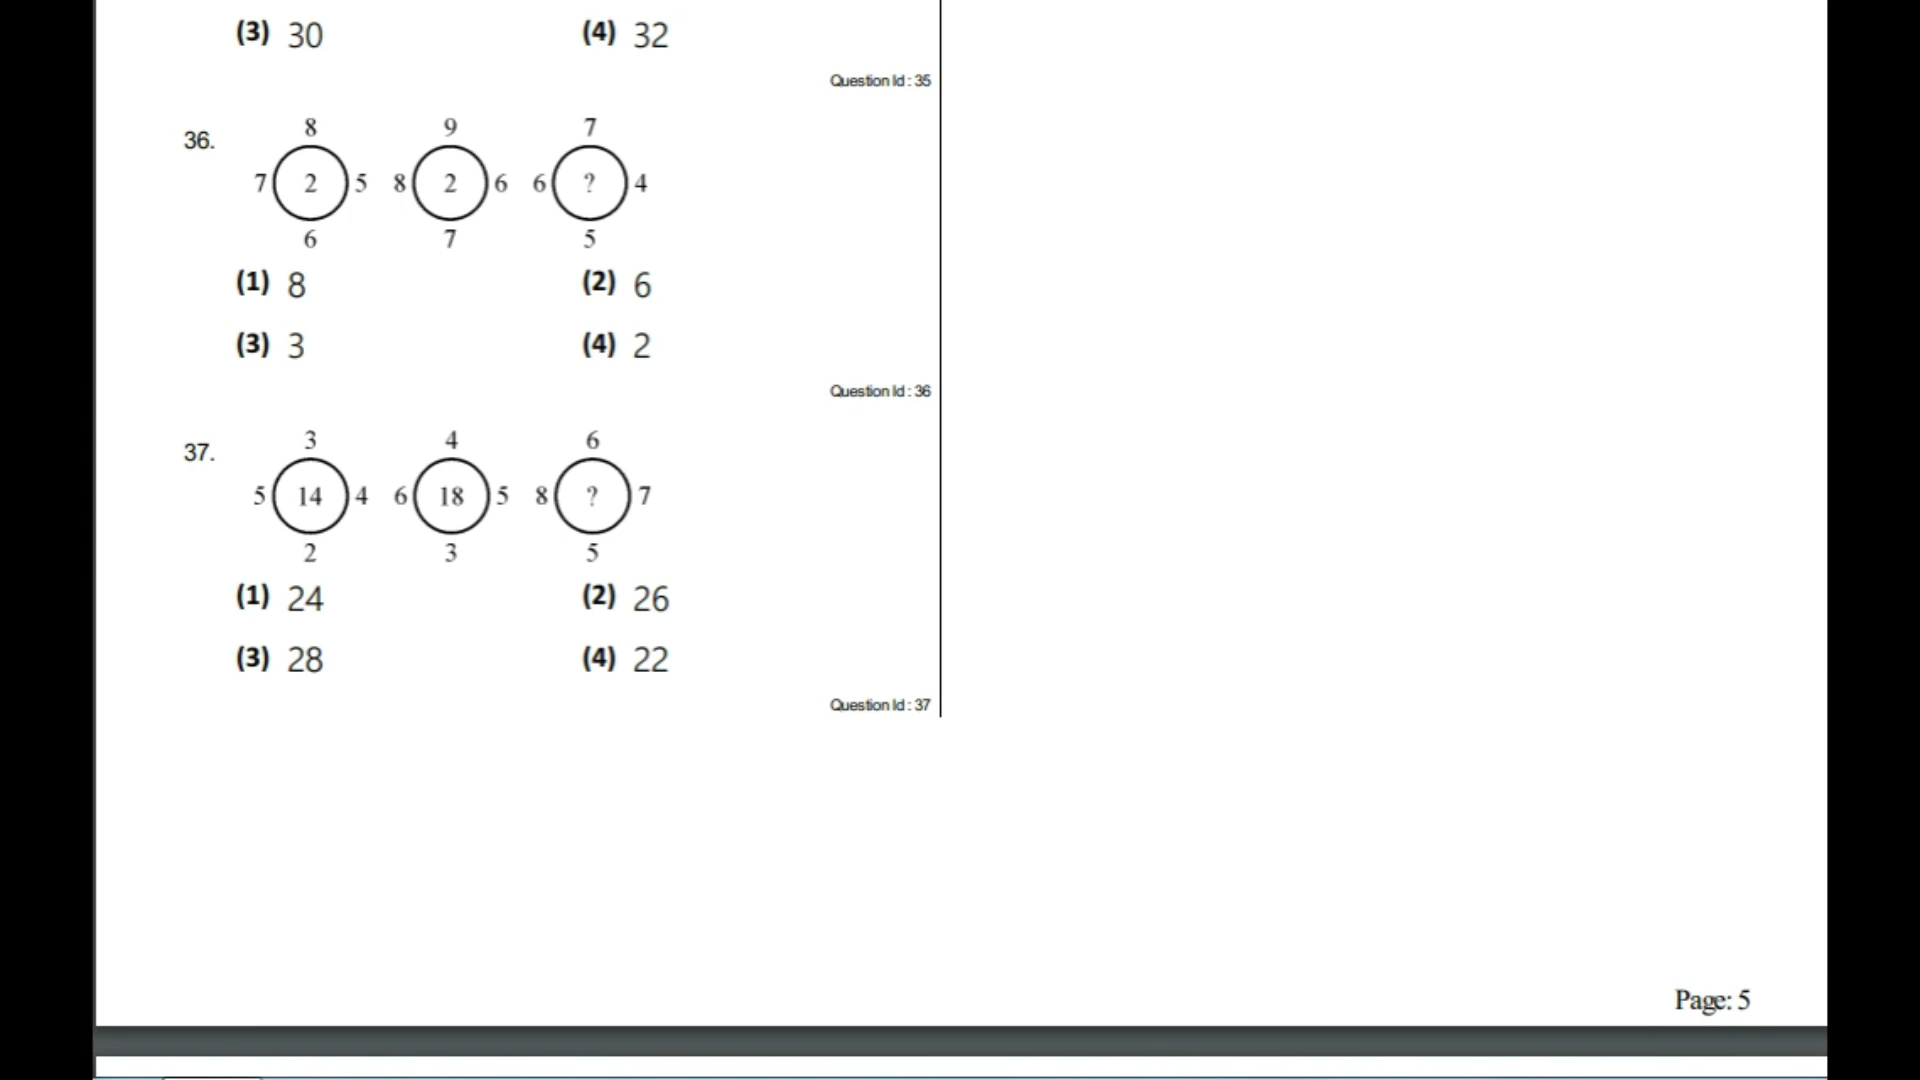 (3) 30 (4) 32
Question Id : 35
36.
8 9 7
7 2 5 8 2 6 6 ? 4
6 7 5
(1) 8 (2) 6
(3) 3 (4) 2
Question Id : 36
37.
3 4 6
5 14 4 6 18 5 8 ? 7
2 3 5
(1) 24 (2) 26
(3) 28 (4) 22
Question Id : 37
Page: 5